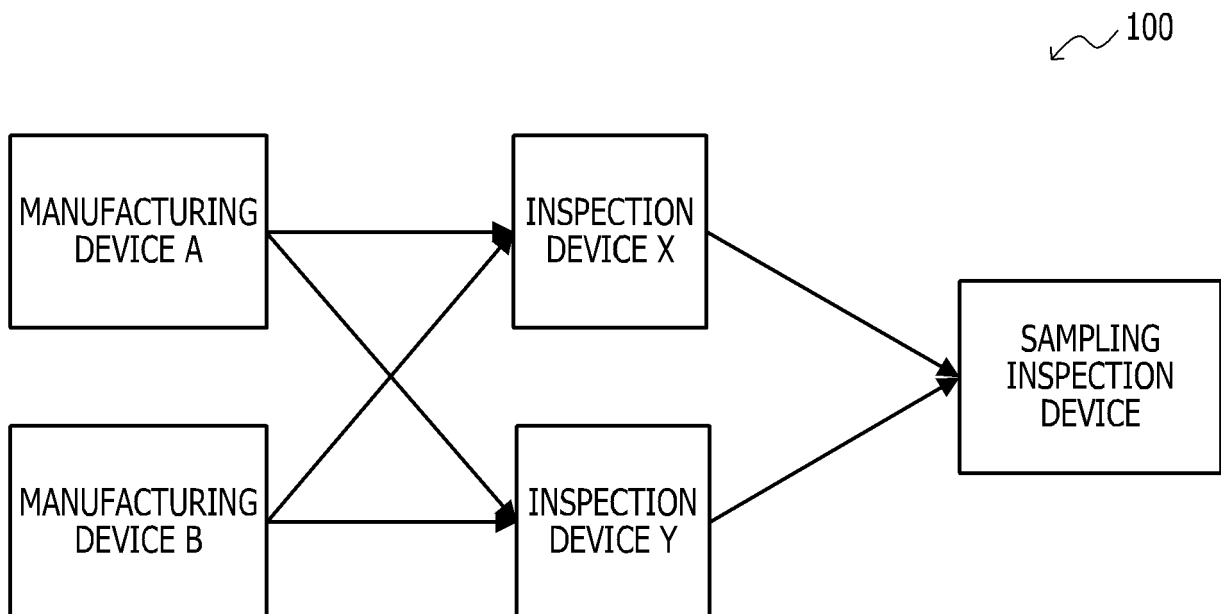 100
MANUFACTURING
DEVICE A
INSPECTION
DEVICE X
SAMPLING
INSPECTION
DEVICE
MANUFACTURING
DEVICE B
INSPECTION
DEVICE Y